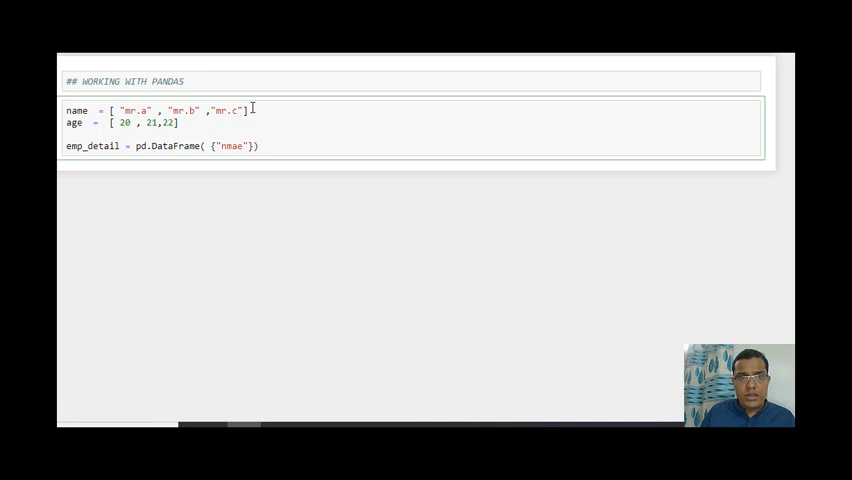 ## WORKING WITH PANDAS
name = [ "mr.a" , "mr.b" ,"mr.c"]
age = [ 20 , 21,22]
emp_detail = pd.DataFrame( {"nmae"})